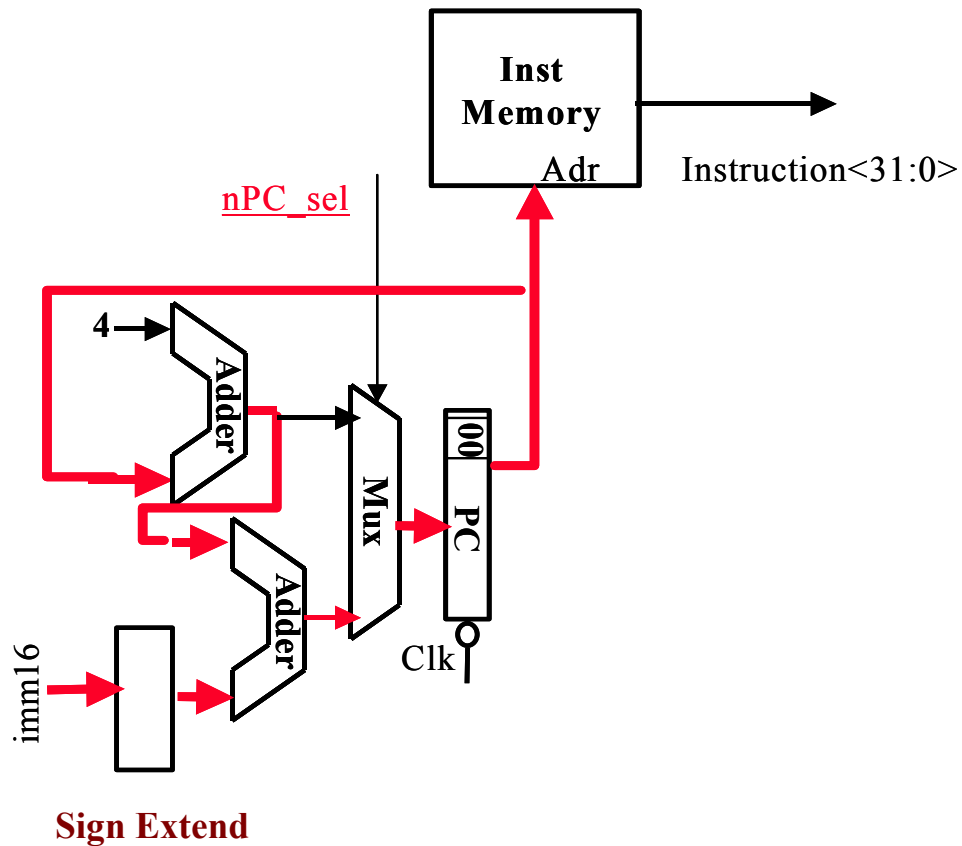 Inst
Memory
Adr
Instruction<31:0>
nPC_sel
4
Adder
Mux
00
PC
Adder
Clk
imm16
Sign Extend